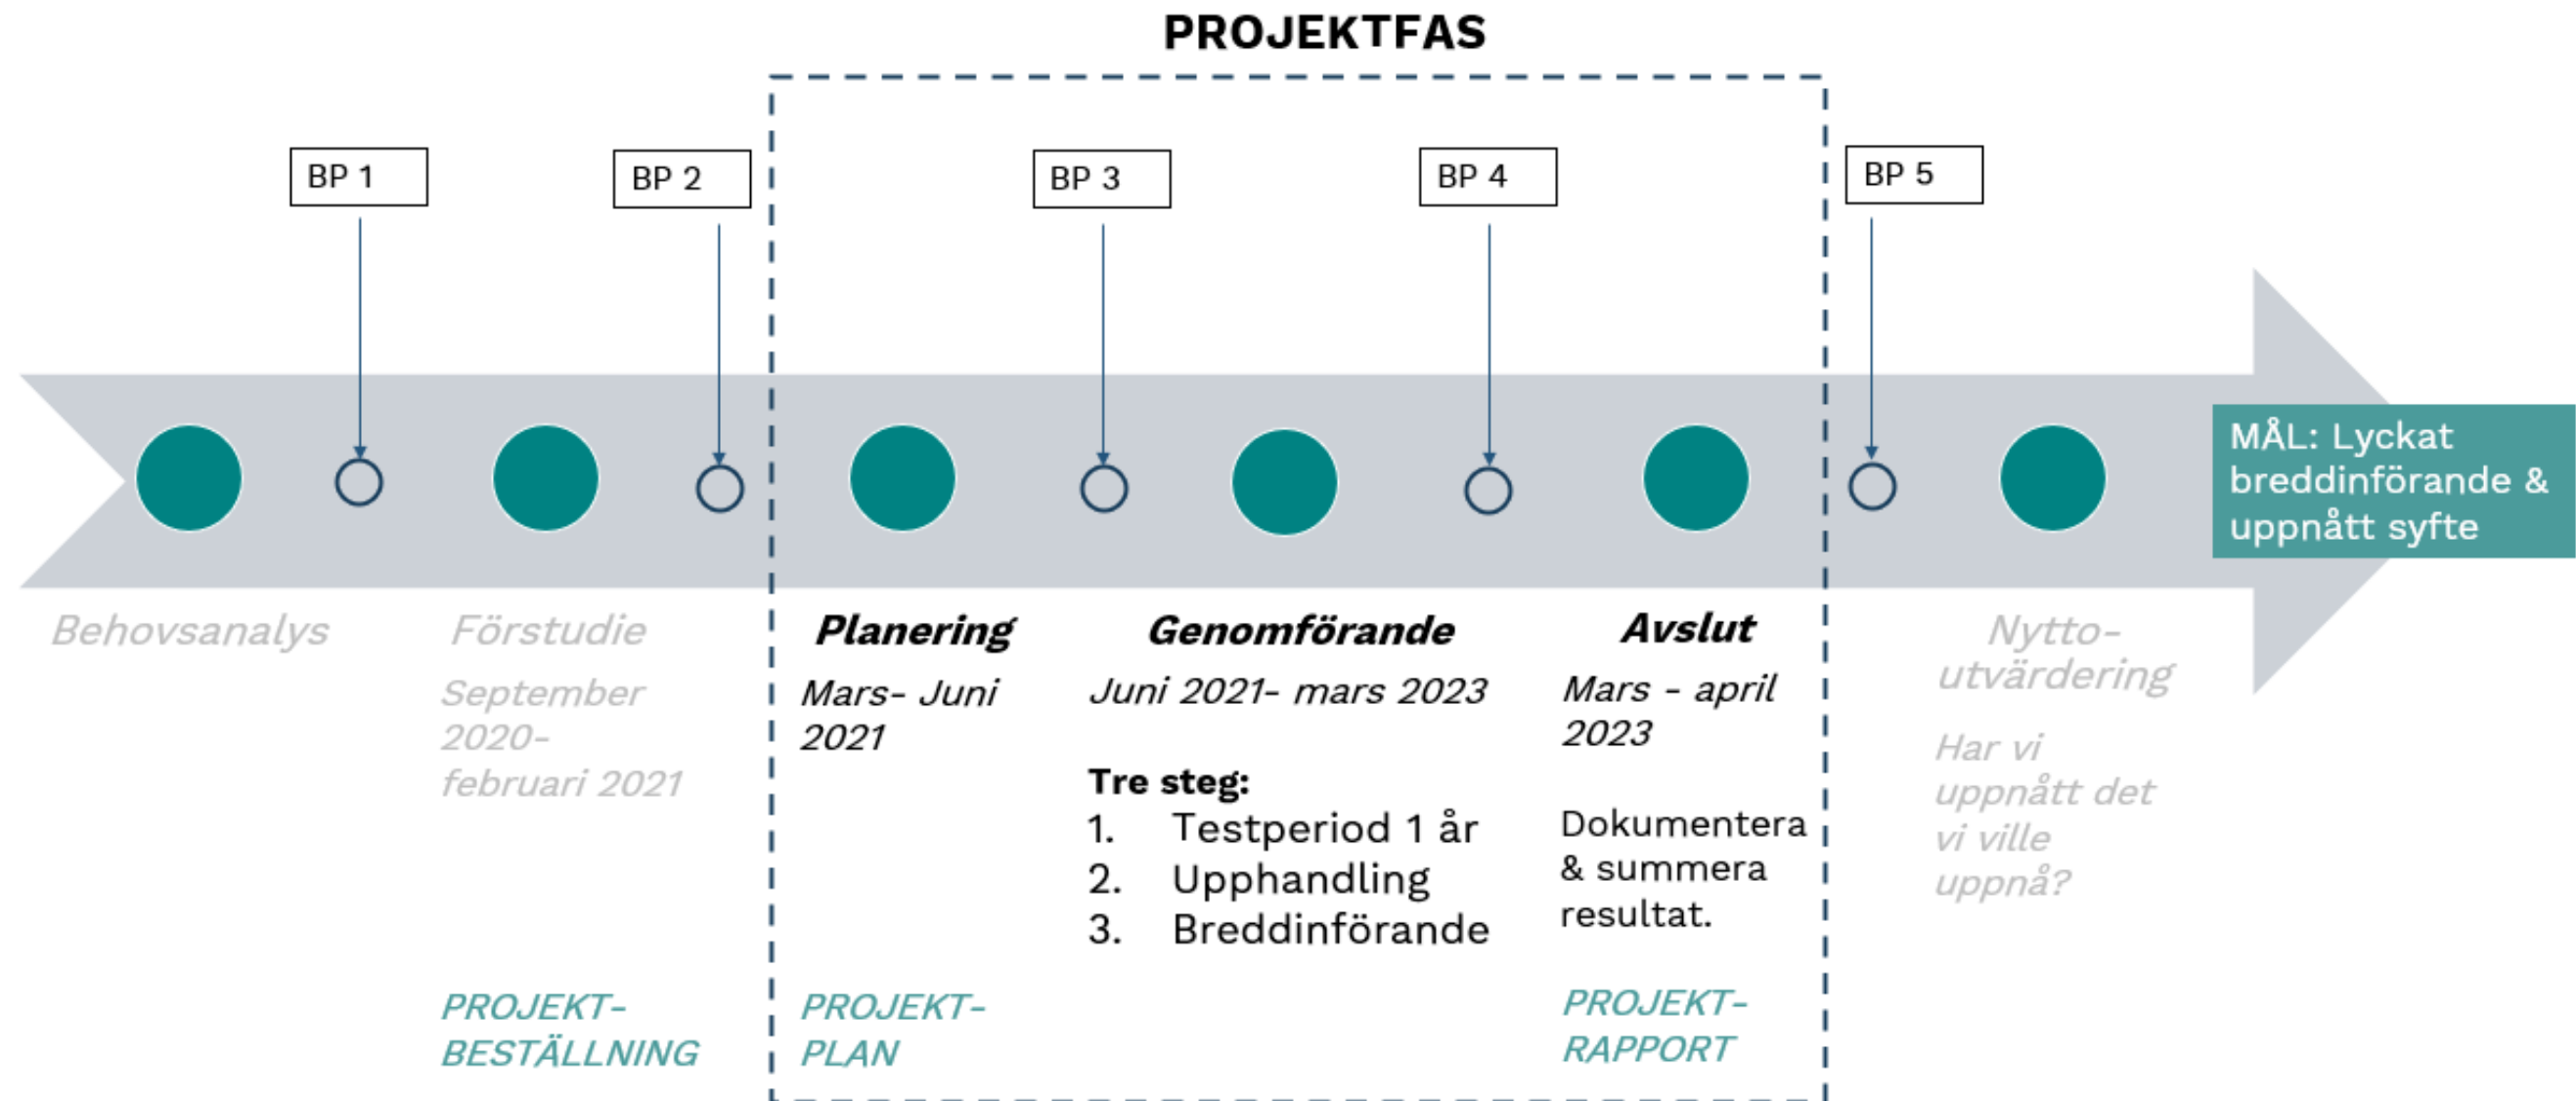 PROJEKTFAS
BP 1
BP 2
BP 3
BP 4
BP 5
MÅL: Lyckat
breddinförande &
uppnått syfte
Behovsanalys
Förstudie
September
2020-
februari 2021
PROJEKT-
BESTÄLLNING
Planering
Mars- Juni
2021
PROJEKT-
PLAN
Genomförande
Juni 2021- mars 2023
Tre steg:
1. Testperiod 1 år
2. Upphandling
3. Breddinförande
Avslut
Mars - april
2023
Dokumentera
& summera
resultat.
PROJEKT-
RAPPORT
Nytto-
utvärdering
Har vi
uppnått det
vi ville
uppnå?